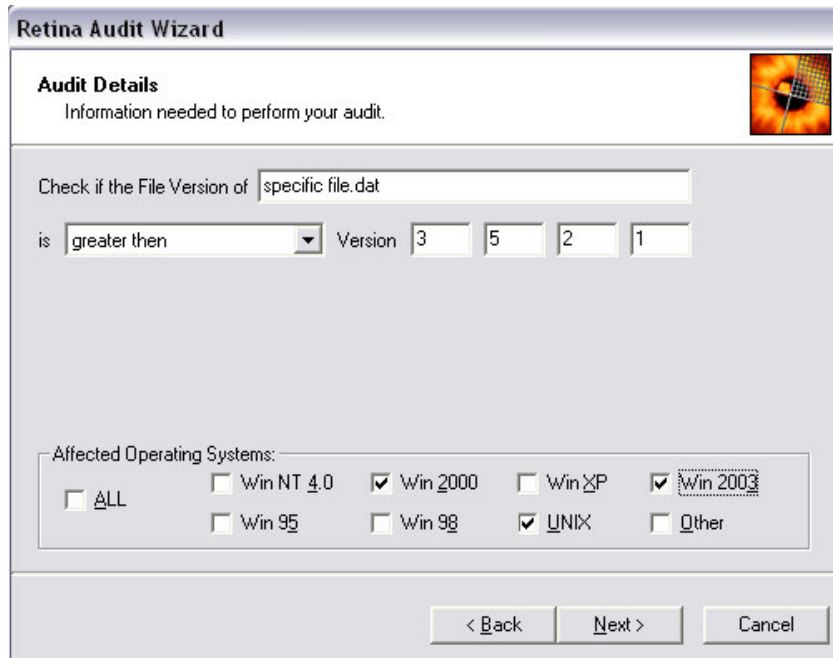 Retina Audit Wizard
Audit Details
Information needed to perform your audit.
Check if the File Version of specific file.dat
is greater then Version 3 5 2 1
Affected Operating Systems:
ALL Win NT 4.0 Win 2000 Win XP Win 2003
Win 95 Win 98 UNIX Other
< Back Next > Cancel